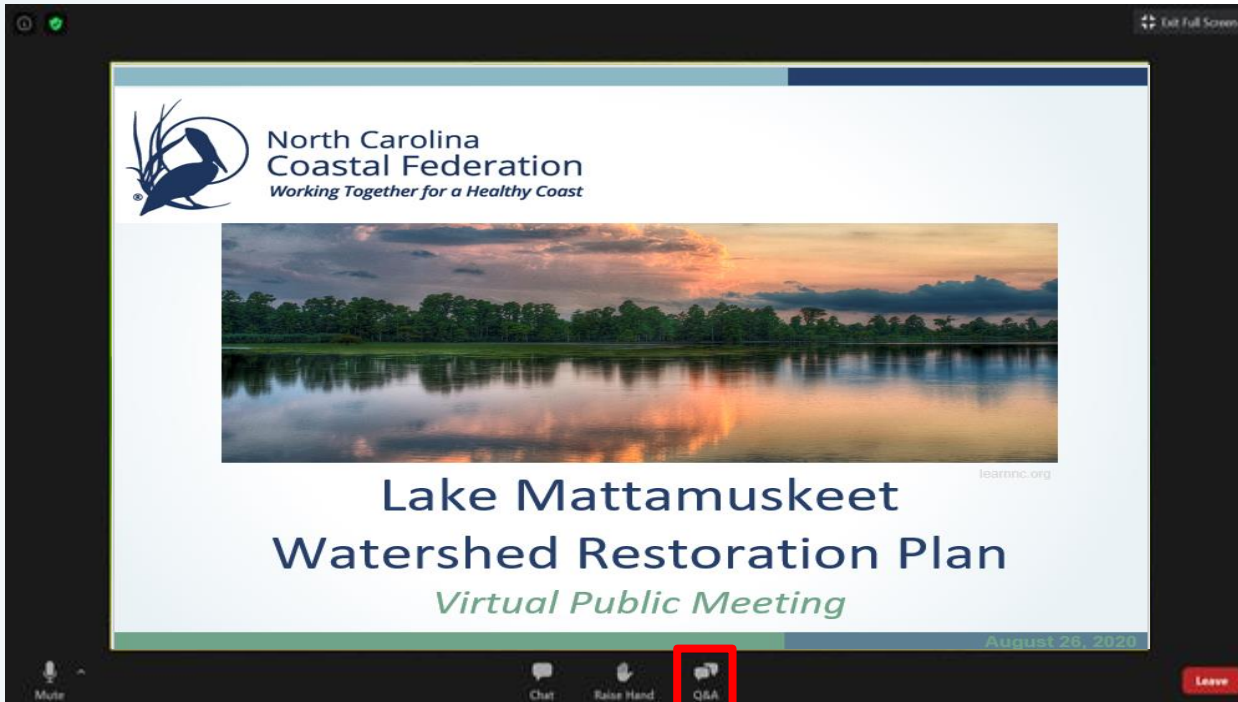 Exit Full Screen
North Carolina
Coastal Federation
Working Together for a Healthy Coast
®
learnnc.org
Lake Mattamuskeet
Watershed Restoration Plan
Virtual Public Meeting
August 26, 2020
Mute
Chat
Raise Hand
Q&A
Leave